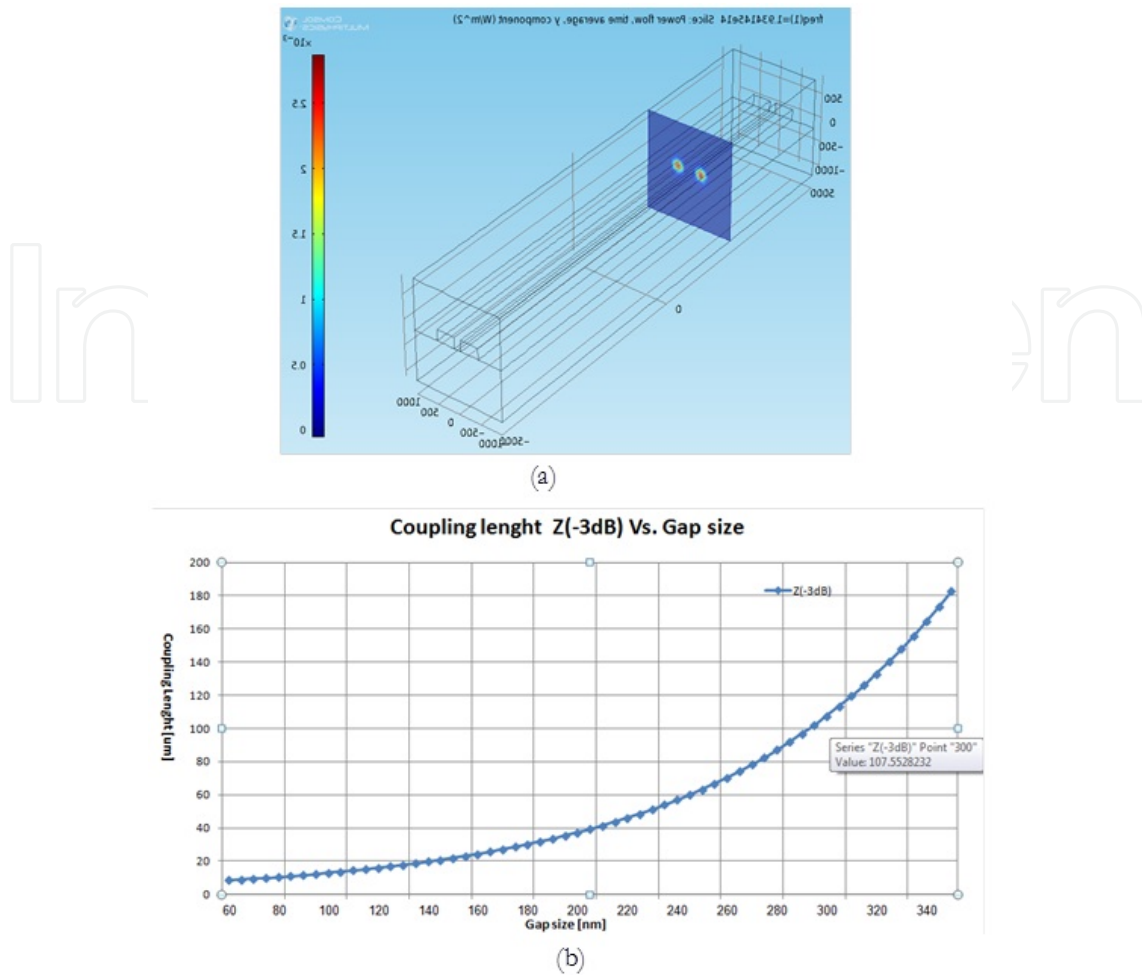 freq(1)=1.934145e14 Slice: Power flow, time average, y component (W/m^2)
COMSOL
MULTIPHYSICS
×10⁻³
2.5
2
1.5
1
0.5
0
500
0
-500
-1000
5000
0
1000
500
0
-500
-1000
-5000
In
en
(a)
Coupling lenght Z(-3dB) Vs. Gap size
200
180
160
140
120
100
80
60
40
20
0
Coupling Lenght [um]
Z(-3dB)
Series "Z(-3dB)" Point "300"
Value: 107.5528232
60 80 100 120 140 160 180 200 220 240 260 280 300 320 340
Gap size [nm]
(b)